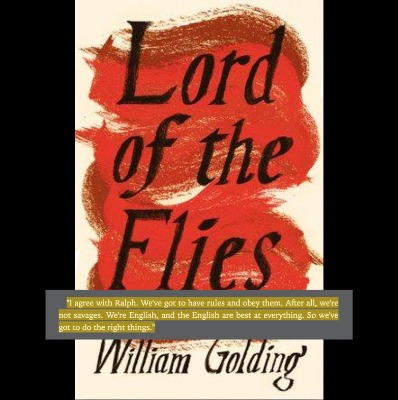 Lord
of the
Flies
"I agree with Ralph. We've got to have rules and obey them. After all, we're
not savages. We're English, and the English are best at everything. So we've
got to do the right things."
William Golding